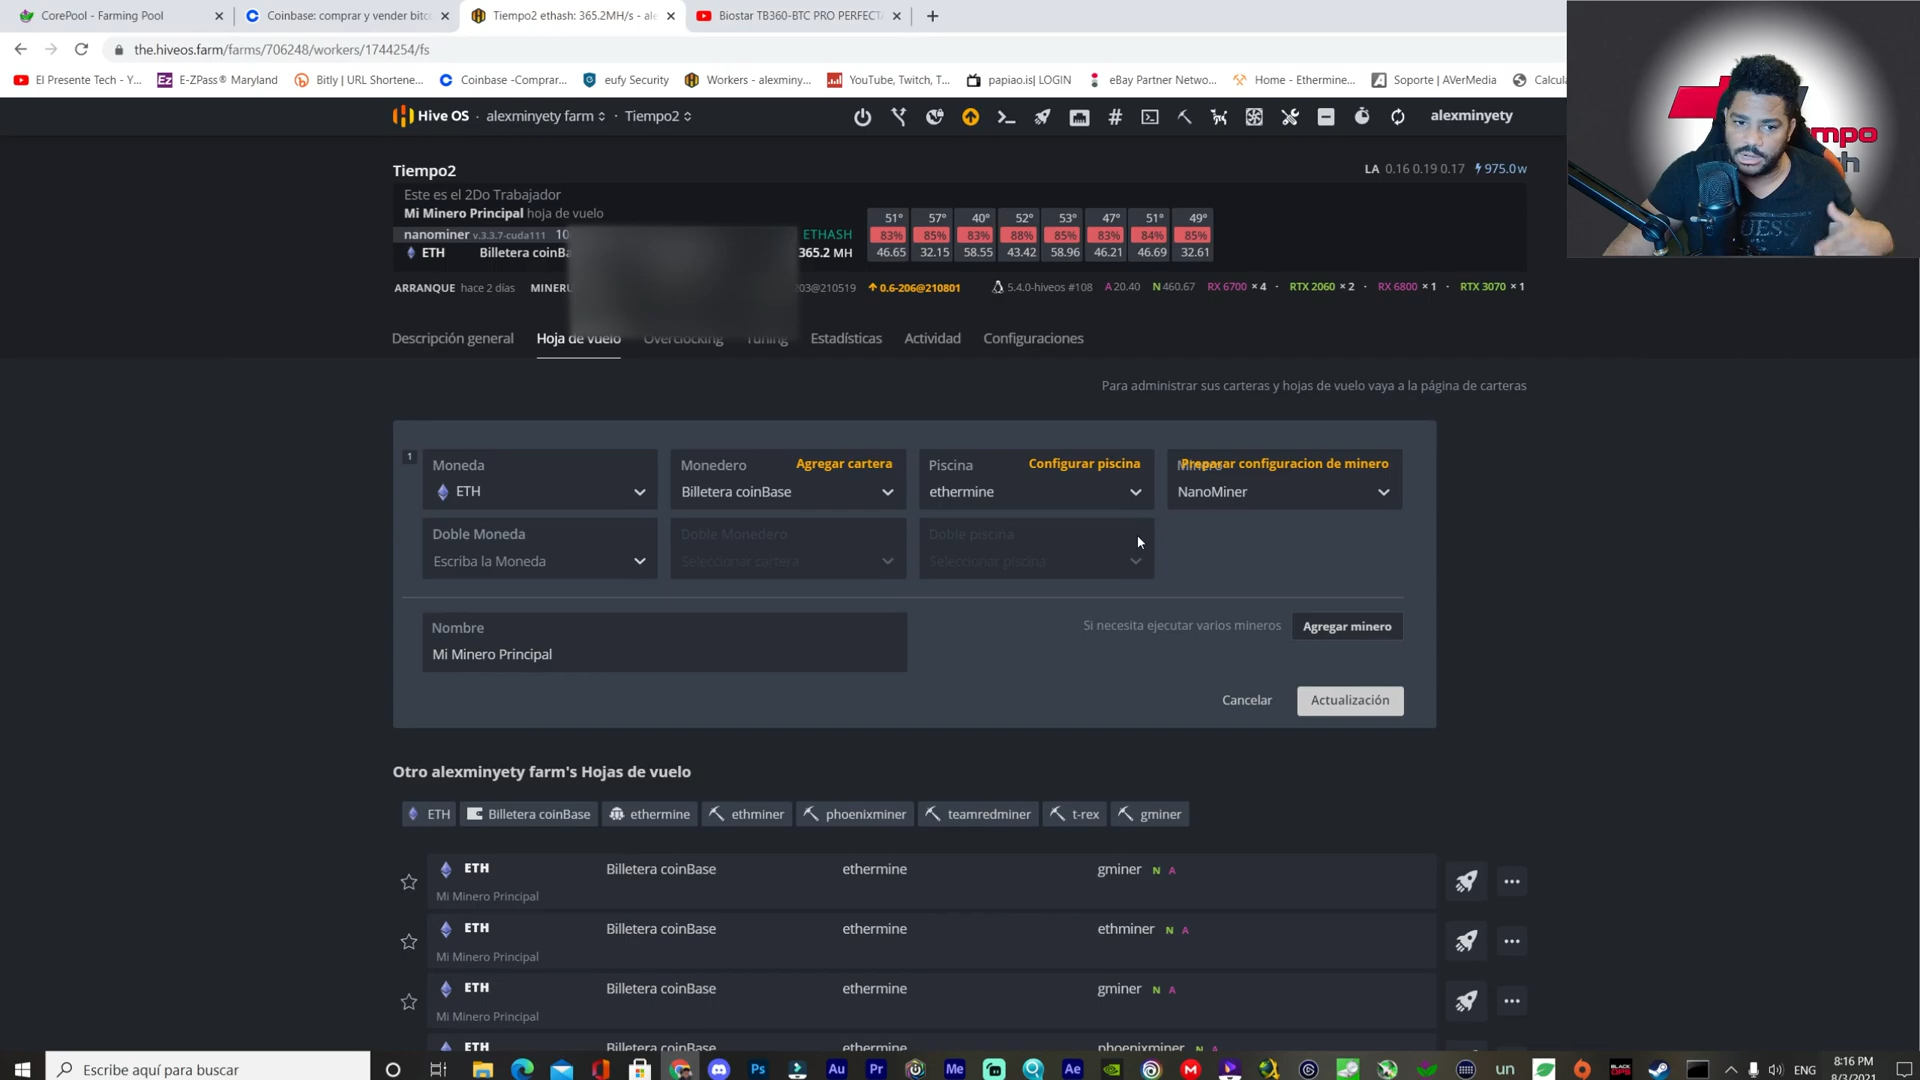 CorePool - Farming Pool
Coinbase: comprar y vender bitc
Tiempo2 ethash: 365.2MH/s - ale
Biostar TB360-BTC PRO PERFECT
the.hiveos.farm/farms/706248/workers/1744254/fs
El Presente Tech - Y...
E-ZPass® Maryland
Bitly | URL Shortene...
Coinbase -Comprar...
eufy Security
Workers - alexminy...
YouTube, Twitch, T...
papiao.is| LOGIN
eBay Partner Netwo...
Home - Ethermine...
Soporte | AVerMedia
Calcula
Hive OS alexminyety farm Tiempo2
alexminyety
Tiempo2
LA 0.16 0.19 0.17 975.0 w
Este es el 2Do Trabajador
Mi Minero Principal hoja de vuelo
51° 57° 40° 52° 53° 47° 51° 49°
nanominer v.3.3.7-cuda111 10 ETHASH
83% 85% 83% 88% 85% 83% 84% 85%
ETH Billetera coinBa 365.2 MH
46.65 32.15 58.55 43.42 58.96 46.21 46.69 32.61
ARRANQUE hace 2 días MINERU 203@210519 0.6-206@210801 5.4.0-hiveos #108 A 20.40 N 460.67 RX 6700 × 4 · RTX 2060 × 2 · RX 6800 × 1 · RTX 3070 × 1
Descripción general Hoja de vuelo Overclocking Tuning Estadísticas Actividad Configuraciones
Para administrar sus carteras y hojas de vuelo vaya a la página de carteras
1
Moneda
ETH
Monedero Agregar cartera
Billetera coinBase
Piscina Configurar piscina
ethermine
Preparar configuracion de minero
NanoMiner
Doble Moneda
Escriba la Moneda
Doble Monedero
Seleccionar cartera
Doble piscina
Seleccionar piscina
Nombre
Mi Minero Principal
Si necesita ejecutar varios mineros Agregar minero
Cancelar Actualización
Otro alexminyety farm's Hojas de vuelo
ETH Billetera coinBase ethermine ethminer phoenixminer teamredminer t-rex gminer
ETH Billetera coinBase ethermine gminer N A
Mi Minero Principal
ETH Billetera coinBase ethermine ethminer N A
Mi Minero Principal
ETH Billetera coinBase ethermine gminer N A
Mi Minero Principal
ETH Billetera coinBase ethermine phoenixminer N A
Escribe aquí para buscar
ENG
8:16 PM
8/3/2021